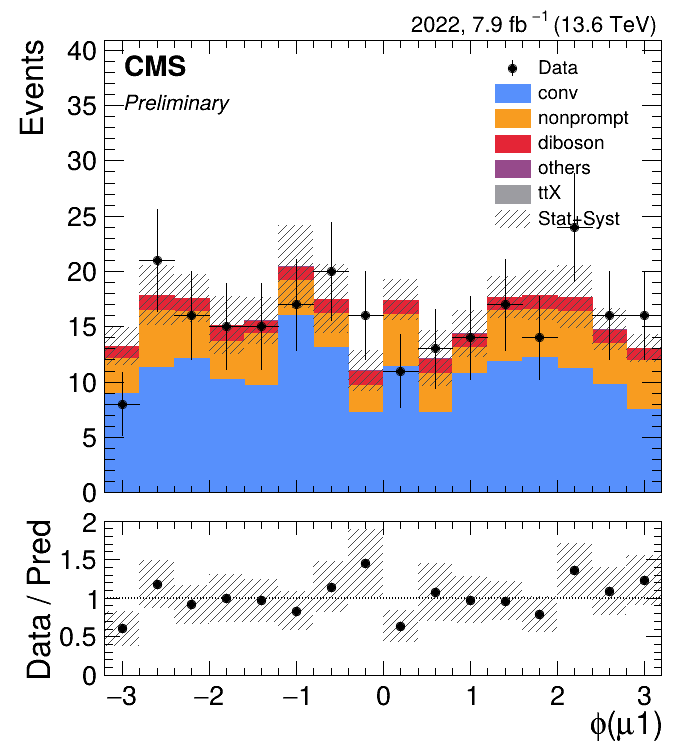 2022, 7.9 fb⁻¹ (13.6 TeV)
Events
40
35
30
25
20
15
10
5
0
CMS
Preliminary
Data
conv
nonprompt
diboson
others
ttX
Stat+Syst
Data / Pred
2
1.5
1
0.5
0
−3 −2 −1 0 1 2 3
ϕ(μ1)